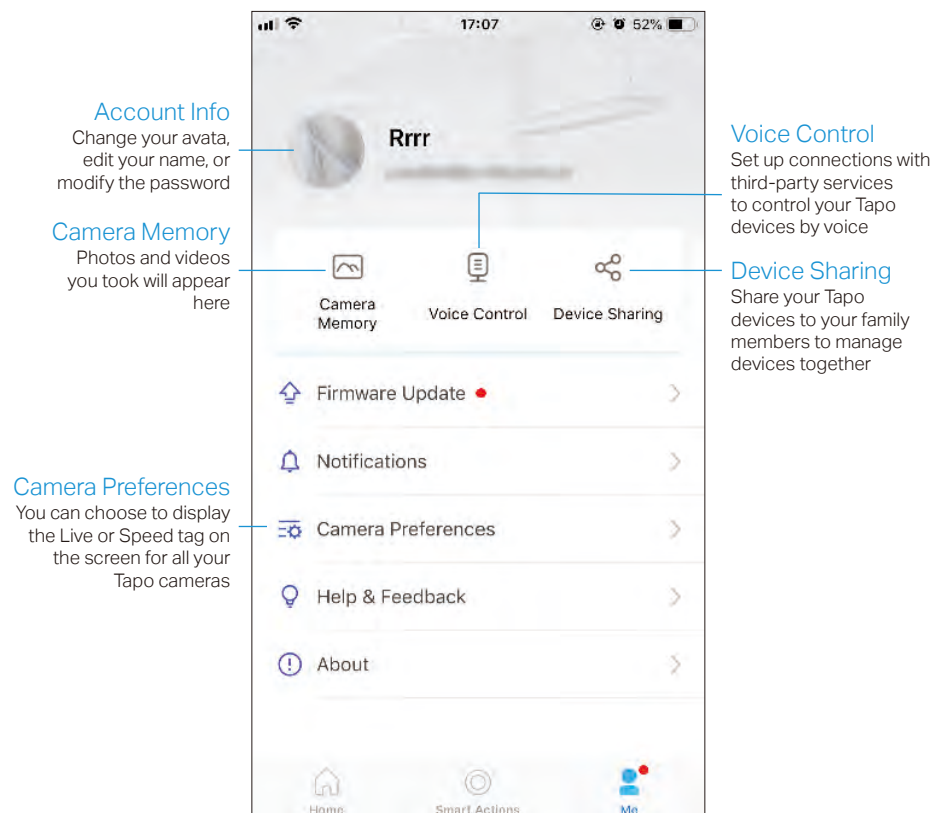 17:07
52%
Account Info
Change your avata,
edit your name, or
modify the password
Rrrr
Voice Control
Set up connections with
third-party services
to control your Tapo
devices by voice
Camera Memory
Photos and videos
you took will appear
here
Camera
Memory
Voice Control
Device Sharing
Device Sharing
Share your Tapo
devices to your family
members to manage
devices together
Firmware Update
Notifications
Camera Preferences
You can choose to display
the Live or Speed tag on
the screen for all your
Tapo cameras
Camera Preferences
Help & Feedback
About
Home
Smart Actions
Me